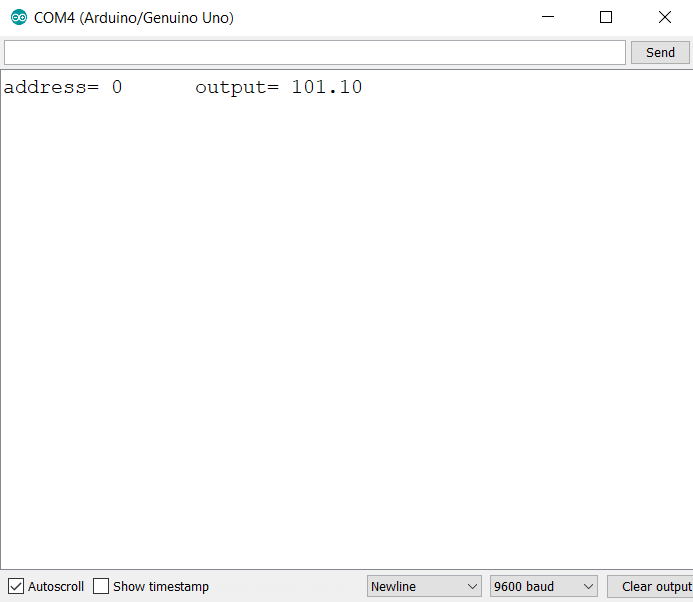 COM4 (Arduino/Genuino Uno)
Send
address= 0 output= 101.10
Autoscroll Show timestamp Newline 9600 baud Clear output